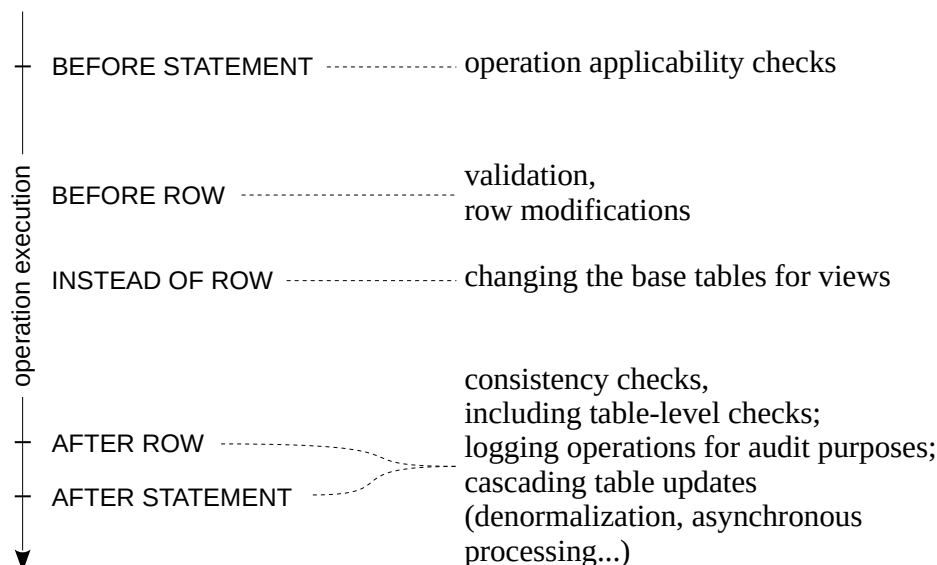 BEFORE STATEMENT
operation applicability checks
operation execution
BEFORE ROW
validation,
row modifications
INSTEAD OF ROW
changing the base tables for views
AFTER ROW
AFTER STATEMENT
consistency checks,
including table-level checks;
logging operations for audit purposes;
cascading table updates
(denormalization, asynchronous
processing...)